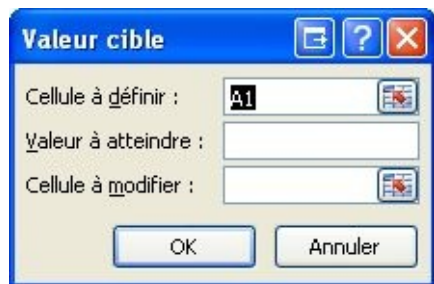 Valeur cible
Cellule à définir : A1
Valeur à atteindre :
Cellule à modifier :
OK Annuler